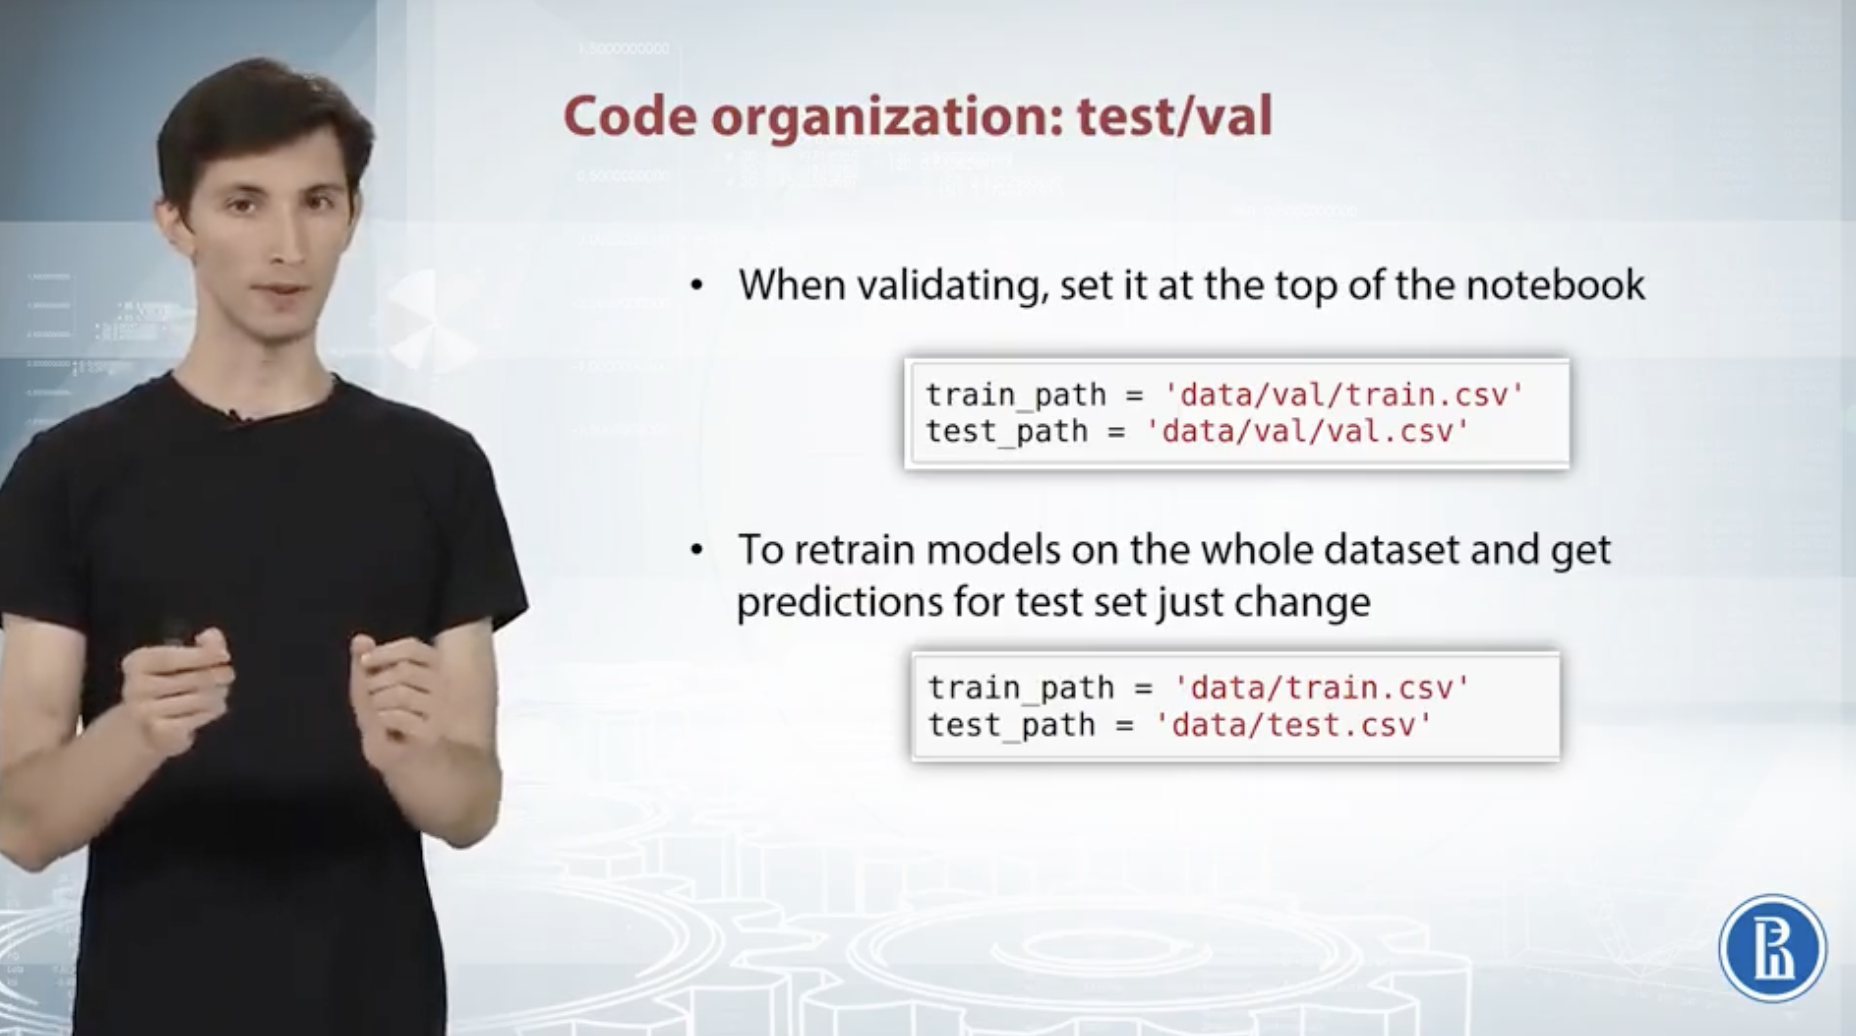 Code organization: test/val
• When validating, set it at the top of the notebook
train_path = 'data/val/train.csv'
test_path = 'data/val/val.csv'
• To retrain models on the whole dataset and get
predictions for test set just change
train_path = 'data/train.csv'
test_path = 'data/test.csv'